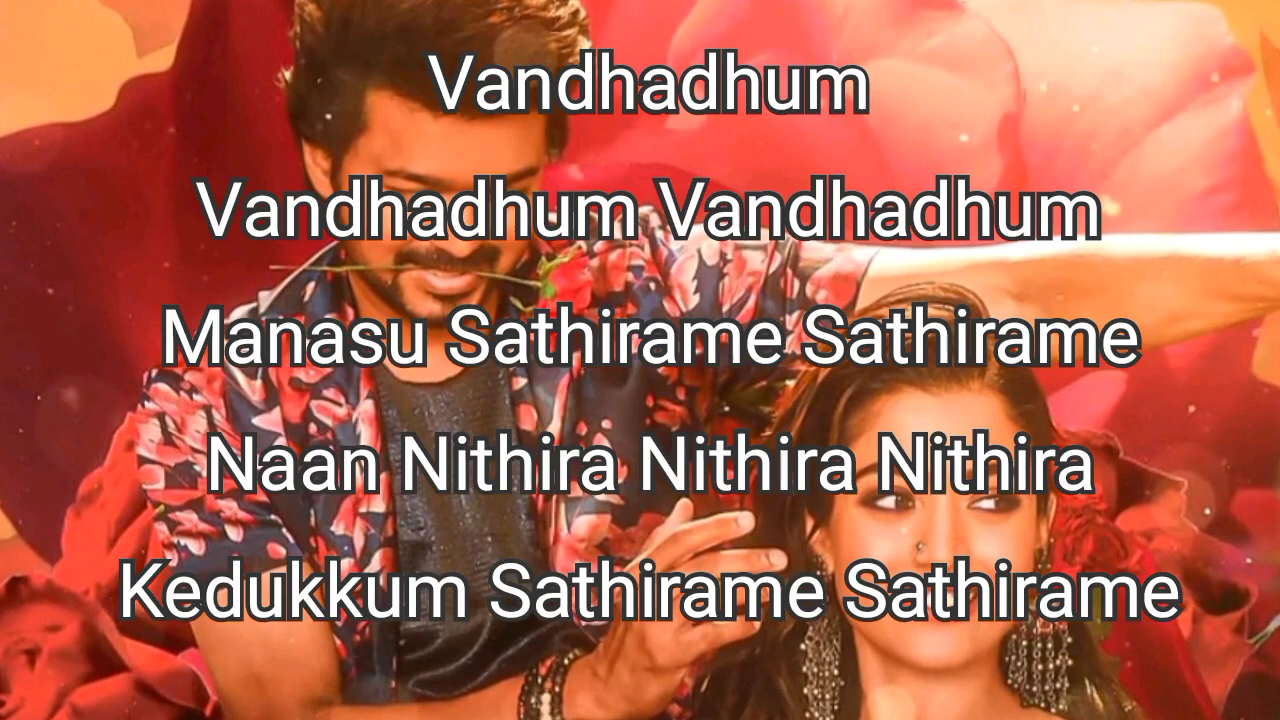 Vandhadhum
Vandhadhum Vandhadhum
Manasu Sathirame Sathirame
Naan Nithira Nithira Nithira
Kedukkum Sathirame Sathirame